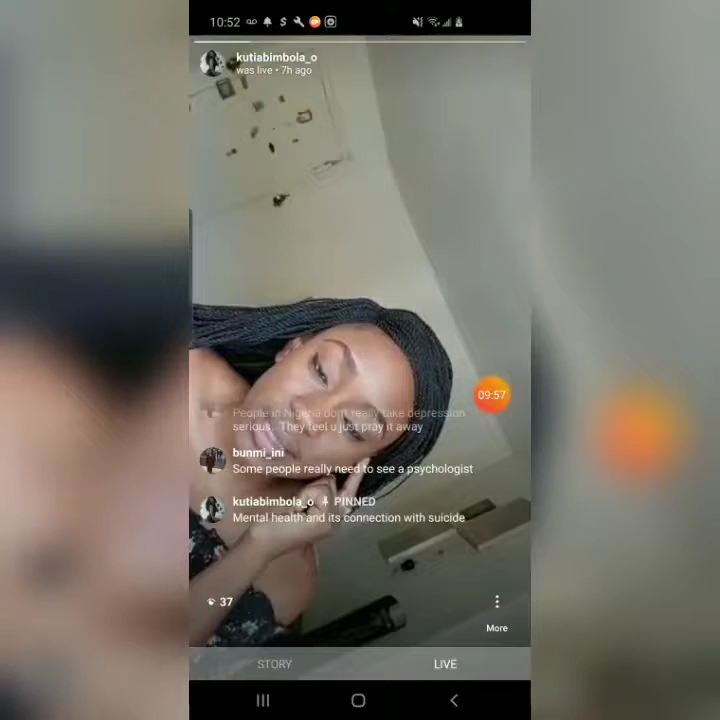 10:52
kutiabimbola_o
was live • 7h ago
09:57
People in Nigeria don't really take depression
serious.. They feel u just pray it away
bunmi_ini
Some people really need to see a psychologist
kutiabimbola_o PINNED
Mental health and its connection with suicide
37
More
STORY LIVE